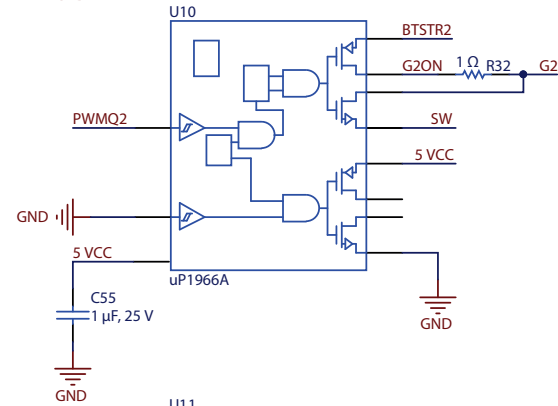 U10
BTSTR2
G2ON
1 Ω
R32
G2
PWMQ2
SW
5 VCC
GND
5 VCC
uP1966A
C55
1 µF, 25 V
GND
GND